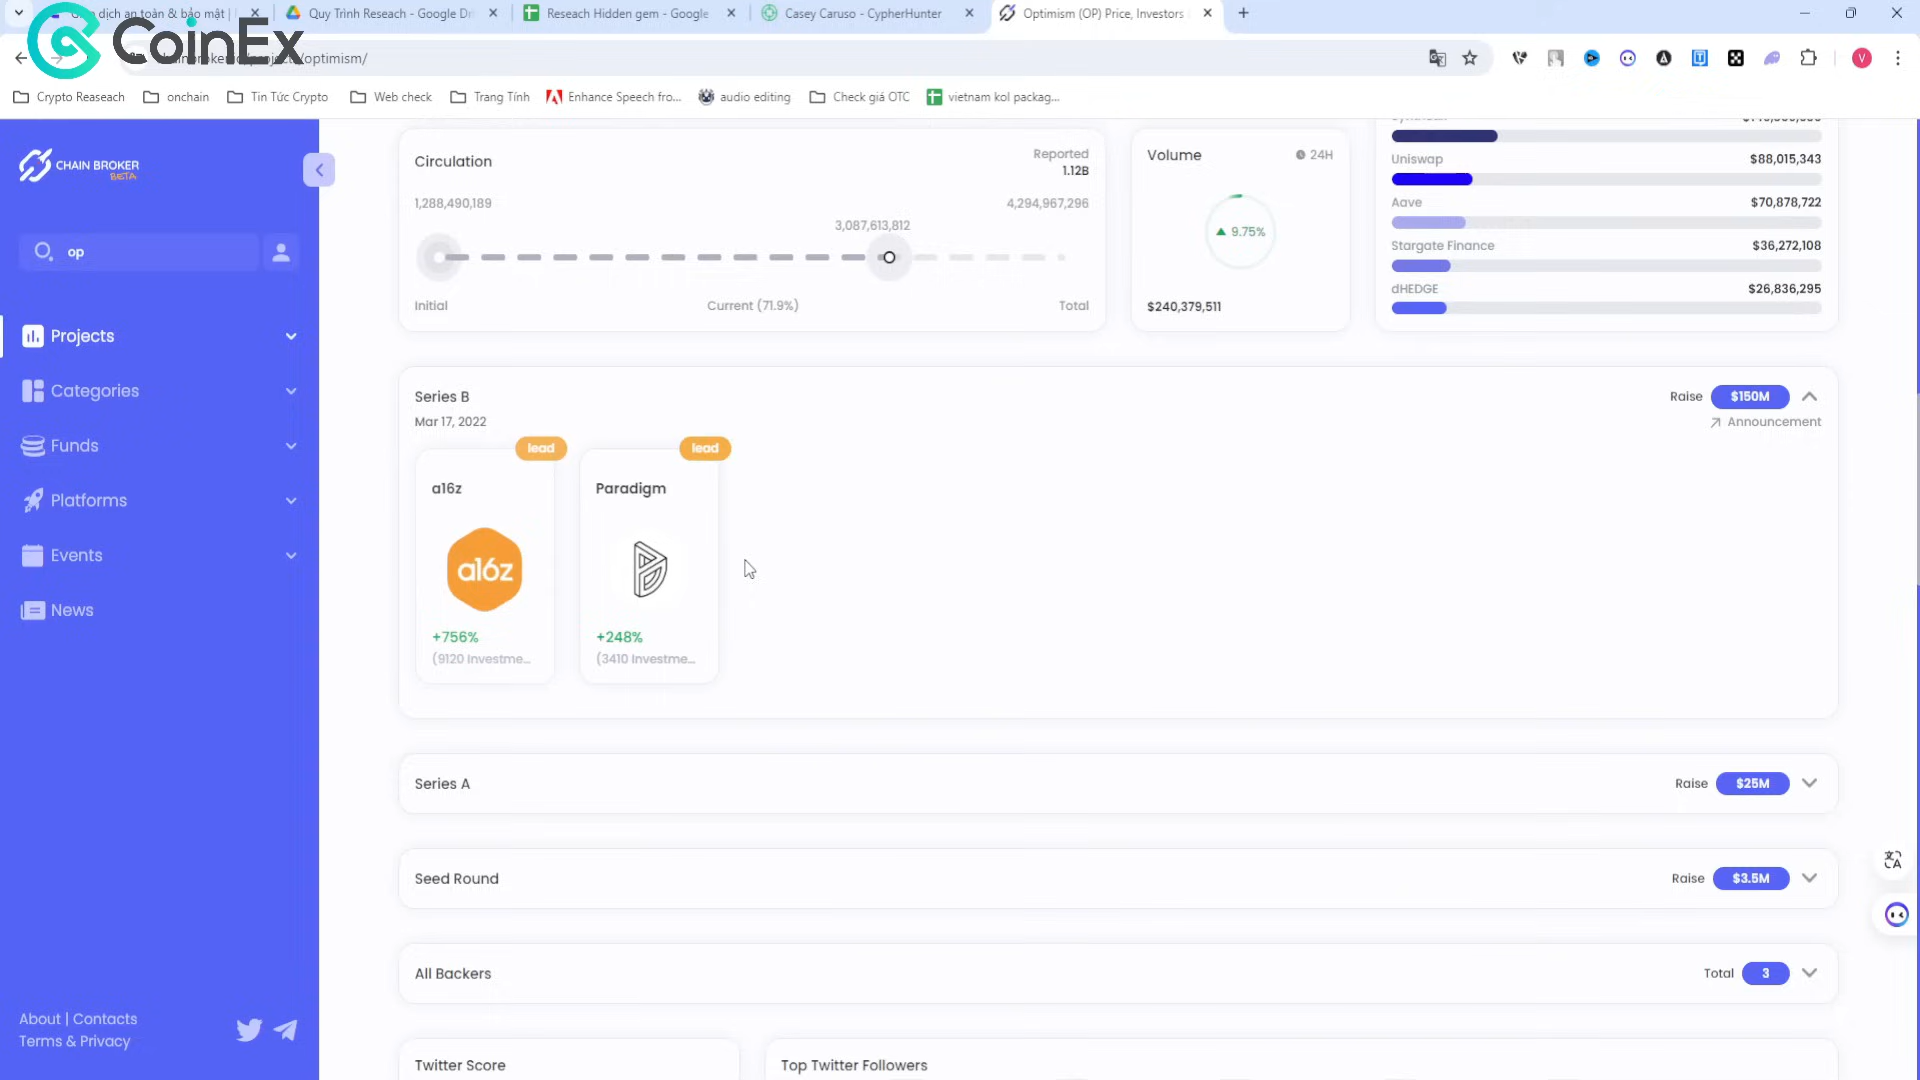 CoinEx
dịch an toàn & bảo mật |
Quy Trình Reseach - Google Dri
Reseach Hidden gem - Google
Casey Caruso - CypherHunter
Optimism (OP) Price, Investors
/optimism/
V
Crypto Reaseach
onchain
Tin Tức Crypto
Web check
Trang Tính
Enhance Speech fro...
audio editing
Check giá OTC
vietnam kol packag...
CHAIN BROKER
BETA
op
Projects
Categories
Funds
Platforms
Events
News
About | Contacts
Terms & Privacy
Circulation
Reported
1.12B
1,288,490,189
4,294,967,296
3,087,613,812
Initial
Current (71.9%)
Total
Volume
24H
9.75%
$240,379,511
Uniswap
$88,015,343
Aave
$70,878,722
Stargate Finance
$36,272,108
dHEDGE
$26,836,295
Series B
Mar 17, 2022
Raise
$150M
Announcement
lead
a16z
a16z
+756%
(9120 Investme...
lead
Paradigm
+248%
(3410 Investme...
Series A
Raise
$25M
Seed Round
Raise
$3.5M
All Backers
Total
3
Twitter Score
Top Twitter Followers